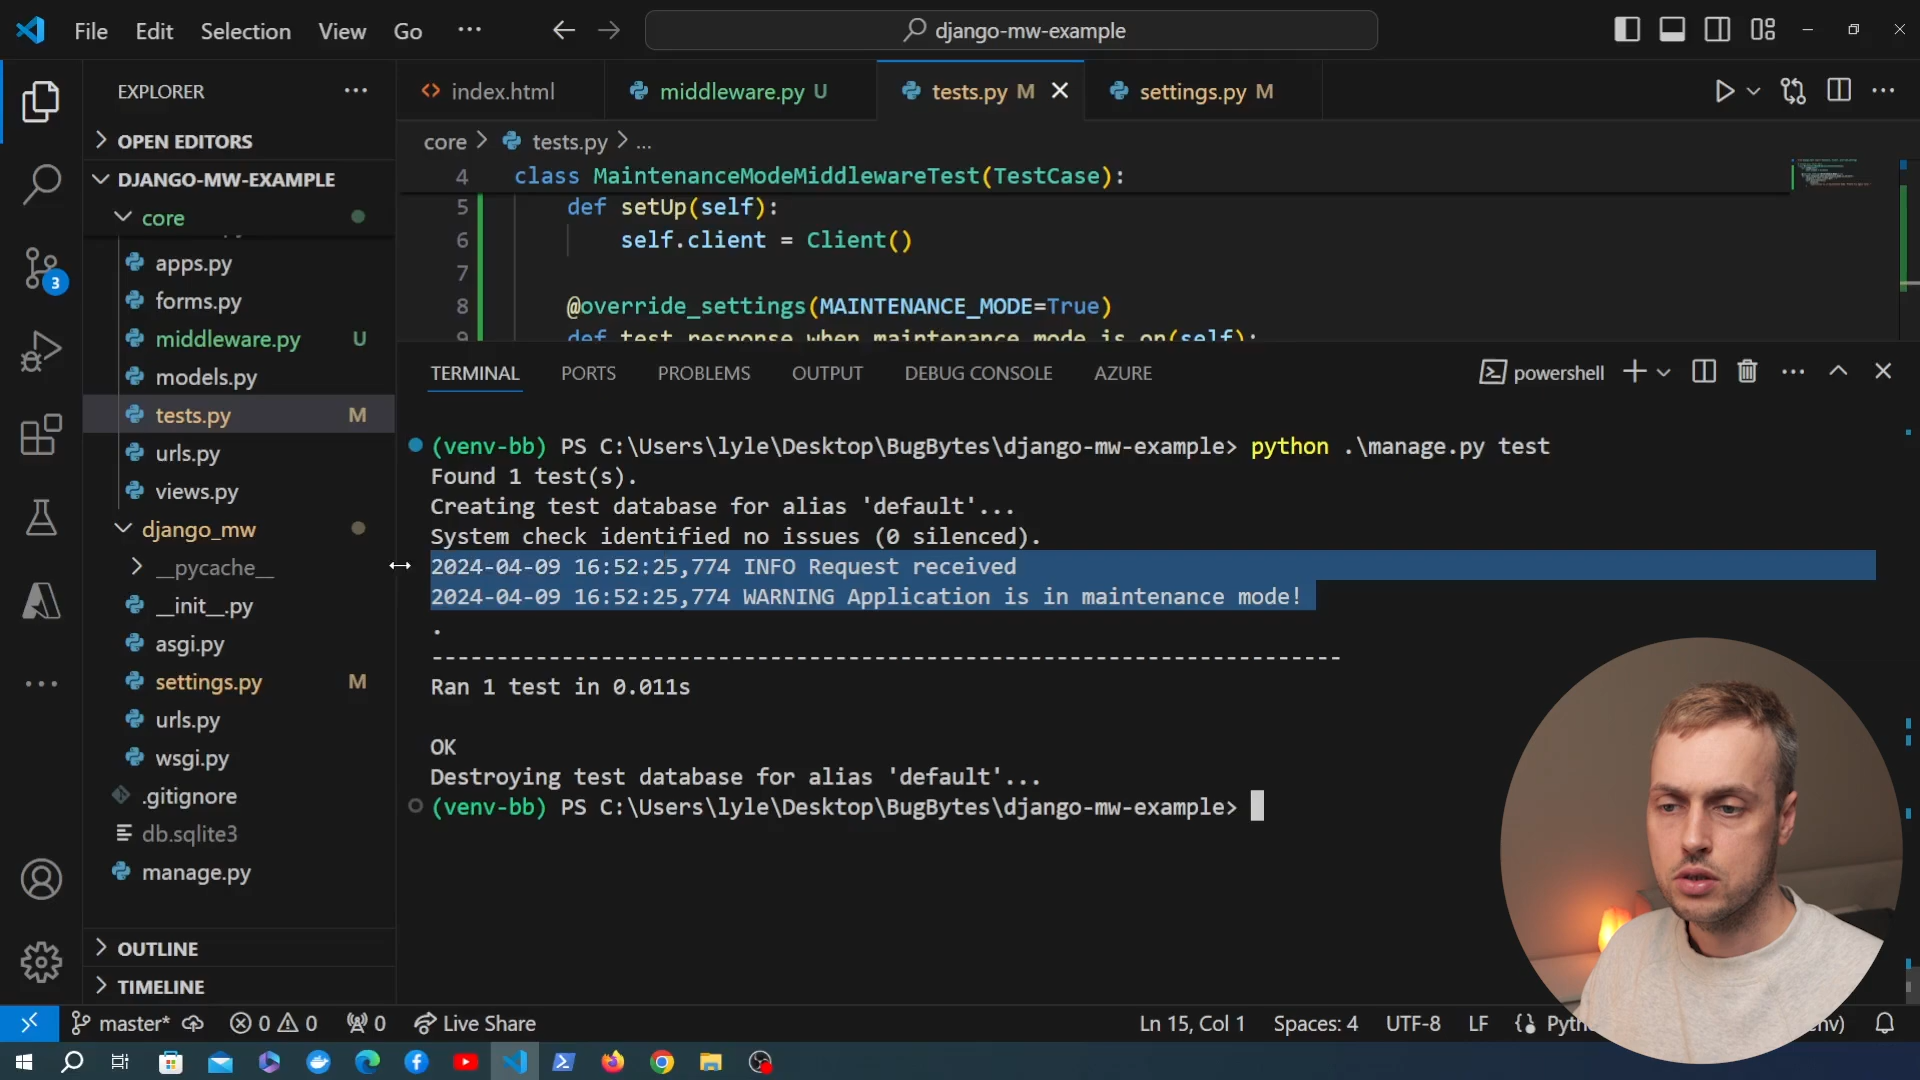 File Edit Selection View Go ... django-mw-example
EXPLORER
OPEN EDITORS
DJANGO-MW-EXAMPLE
core
apps.py
forms.py
middleware.py U
models.py
tests.py M
urls.py
views.py
django_mw
__pycache__
__init__.py
asgi.py
settings.py M
urls.py
wsgi.py
.gitignore
db.sqlite3
manage.py
OUTLINE
TIMELINE
3
index.html middleware.py U tests.py M settings.py M
core > tests.py > ...
4 class MaintenanceModeMiddlewareTest(TestCase):
5 def setUp(self):
6 self.client = Client()
7
8 @override_settings(MAINTENANCE_MODE=True)
9 def test_response_when_maintenance_mode_is_on(self):
TERMINAL PORTS PROBLEMS OUTPUT DEBUG CONSOLE AZURE powershell
(venv-bb) PS C:\Users\lyle\Desktop\BugBytes\django-mw-example> python .\manage.py test
Found 1 test(s).
Creating test database for alias 'default'...
System check identified no issues (0 silenced).
2024-04-09 16:52:25,774 INFO Request received
2024-04-09 16:52:25,774 WARNING Application is in maintenance mode!
.
----------------------------------------------------------------------
Ran 1 test in 0.011s
OK
Destroying test database for alias 'default'...
(venv-bb) PS C:\Users\lyle\Desktop\BugBytes\django-mw-example>
master* 0 0 0 Live Share Ln 15, Col 1 Spaces: 4 UTF-8 LF